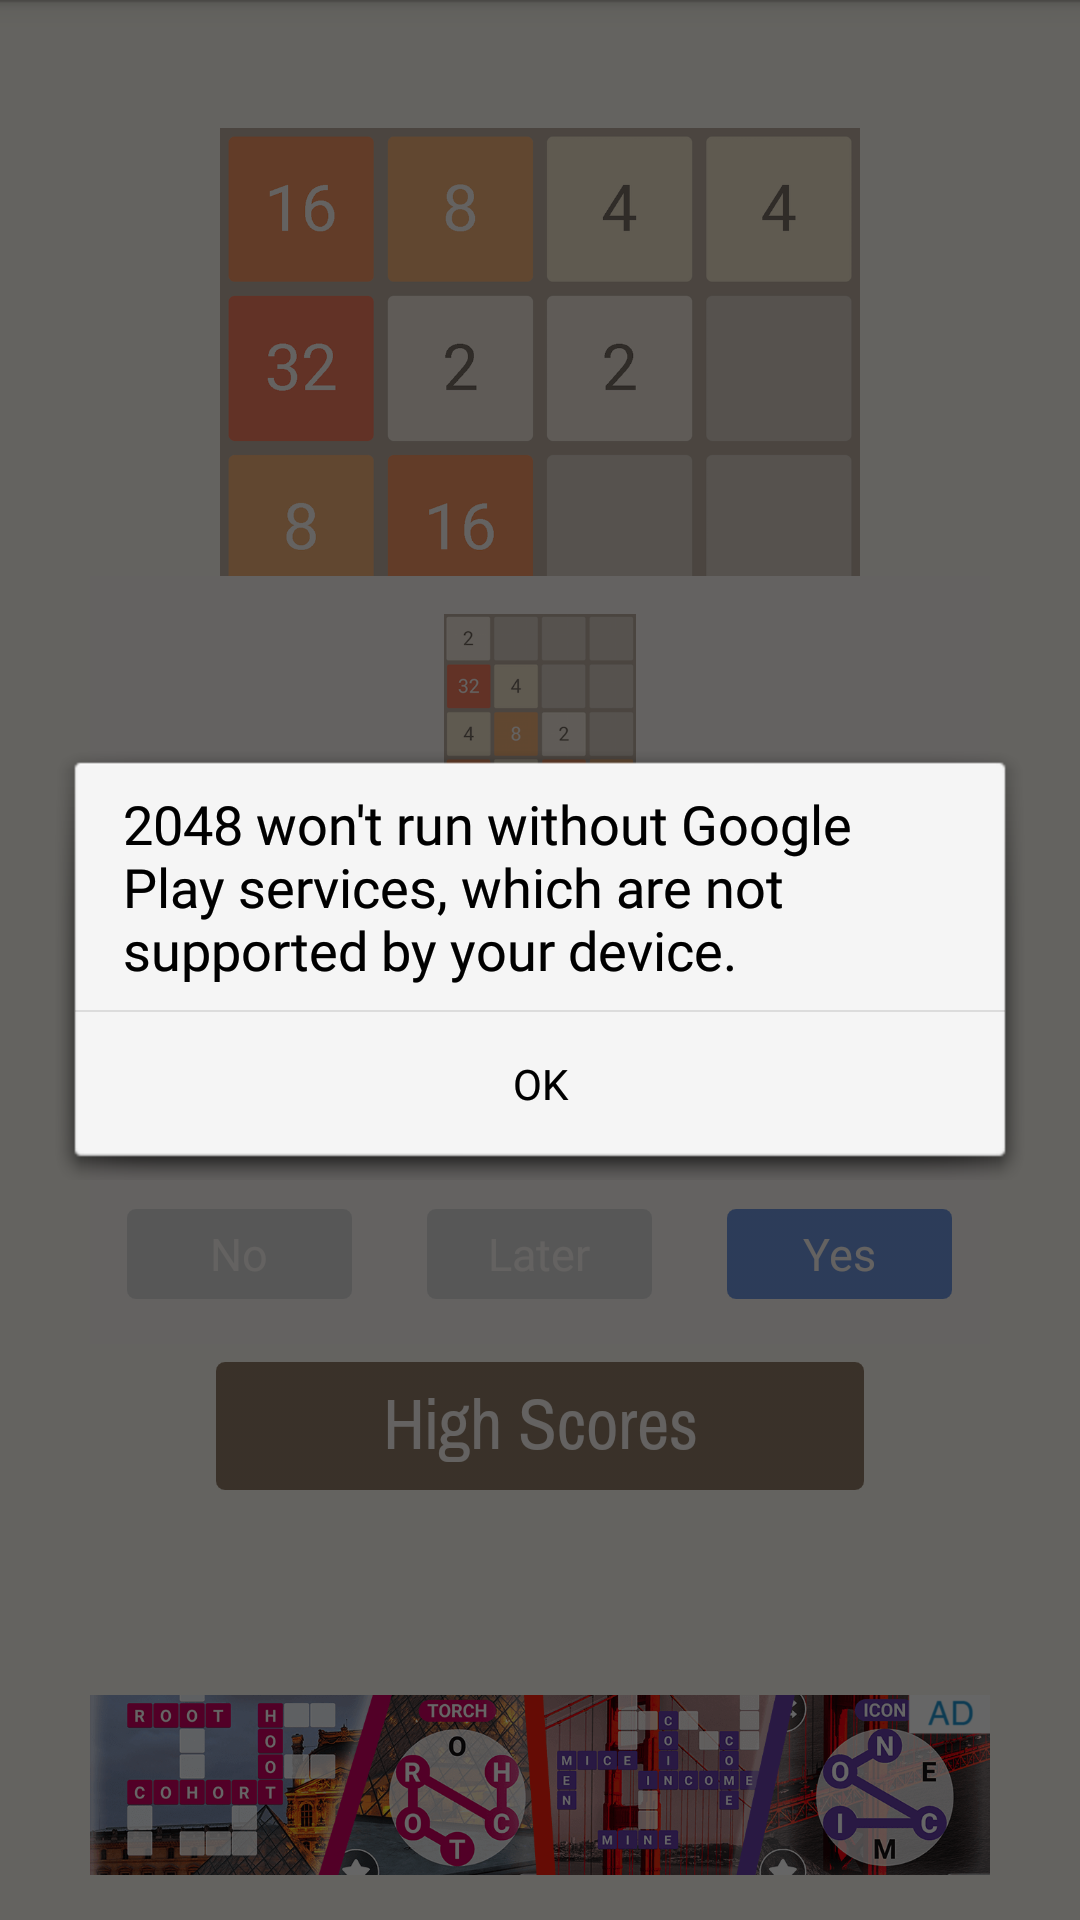 16 8 4 4
32 2 2
8 16
2
32 4
4 8 2
2048 won't run without Google
Play services, which are not
supported by your device.
OK
No Later Yes
High Scores
ROOT
HOOT
COHORT
TORCH
O
R H
O C
T
COIN
COME
MICE
MEN
INCOME
MINE
ICON
AD
N
O E
I C
M